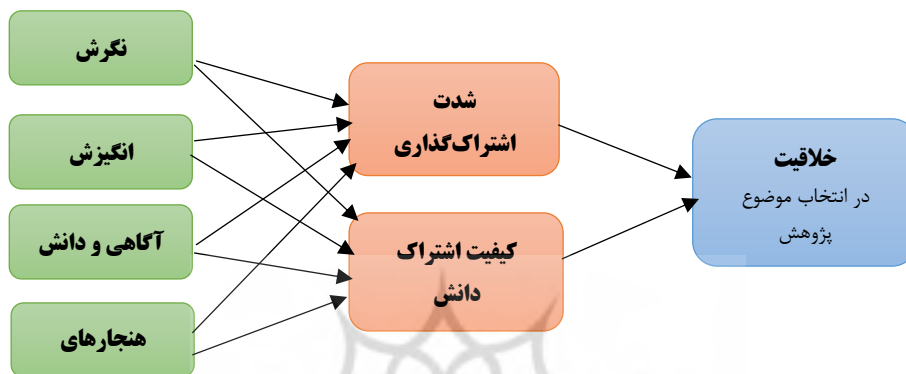 نگرش
انگیزش
آگاهی و دانش
هنجارهای
شدت
اشتراک‌گذاری
کیفیت اشتراک
دانش
خلاقیت
در انتخاب موضوع
پژوهش